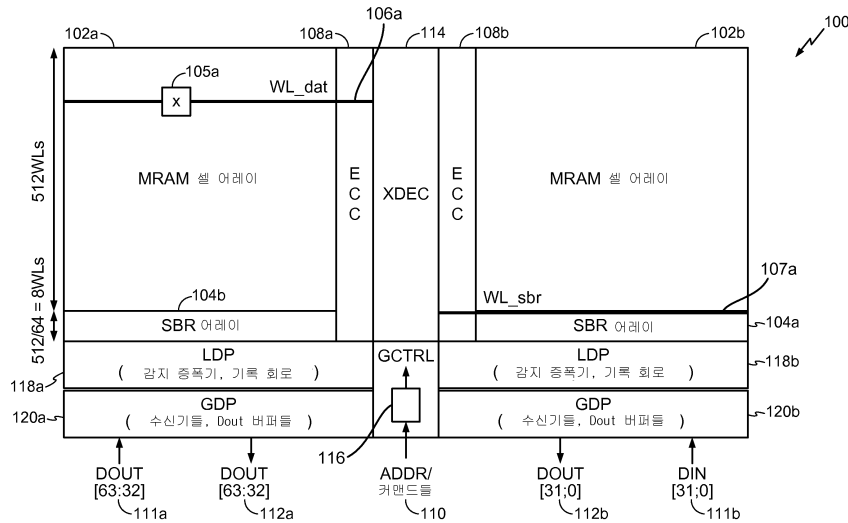 102a
108a
106a
114
108b
102b
100
105a
x
WL_dat
512WLs
MRAM 셀 어레이
E
C
C
XDEC
E
C
C
MRAM 셀 어레이
107a
104b
WL_sbr
512/64 = 8WLs
SBR 어레이
SBR 어레이
104a
LDP
( 감지 증폭기, 기록 회로 )
GCTRL
LDP
( 감지 증폭기, 기록 회로 )
118a
118b
GDP
( 수신기들, Dout 버퍼들 )
GDP
( 수신기들, Dout 버퍼들 )
120a
120b
116
DOUT
[63:32]
DOUT
[63:32]
ADDR/
커맨드들
DOUT
[31;0]
DIN
[31;0]
111a
112a
110
112b
111b